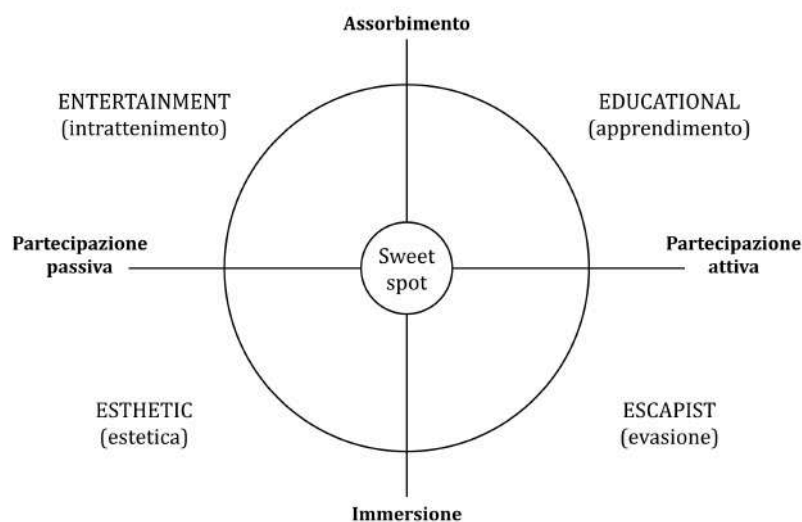 Assorbimento
ENTERTAINMENT
(intrattenimento)
EDUCATIONAL
(apprendimento)
Partecipazione
passiva
Sweet
spot
Partecipazione
attiva
ESTHETIC
(estetica)
ESCAPIST
(evasione)
Immersione